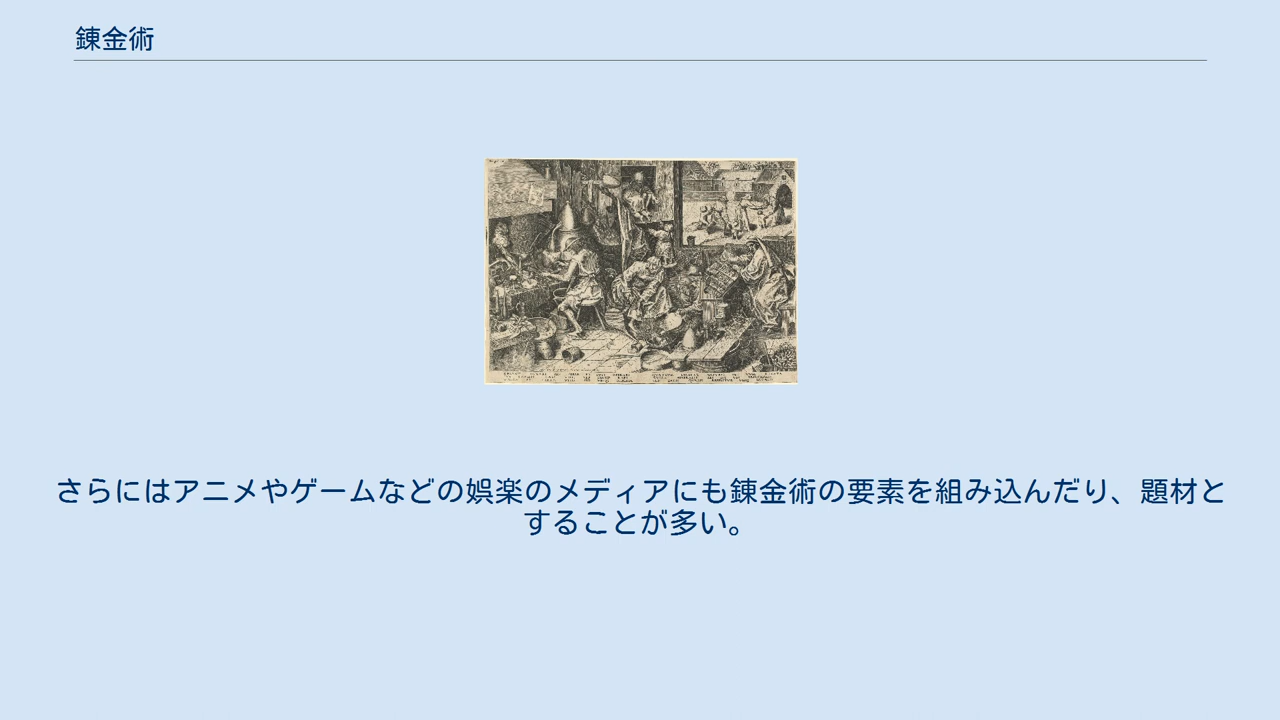 錬金術
さらにはアニメやゲームなどの娯楽のメディアにも錬金術の要素を組み込んだり、題材と
することが多い。